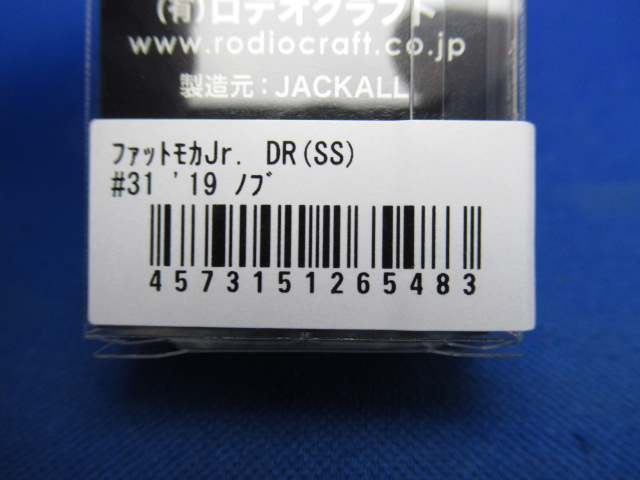 (有)ロデオクラフト
www.rodiocraft.co.jp
製造元：JACKALL
ﾌｧｯﾄﾓｶJr. DR(SS)
#31 '19 ﾉﾌﾞ
4573151265483